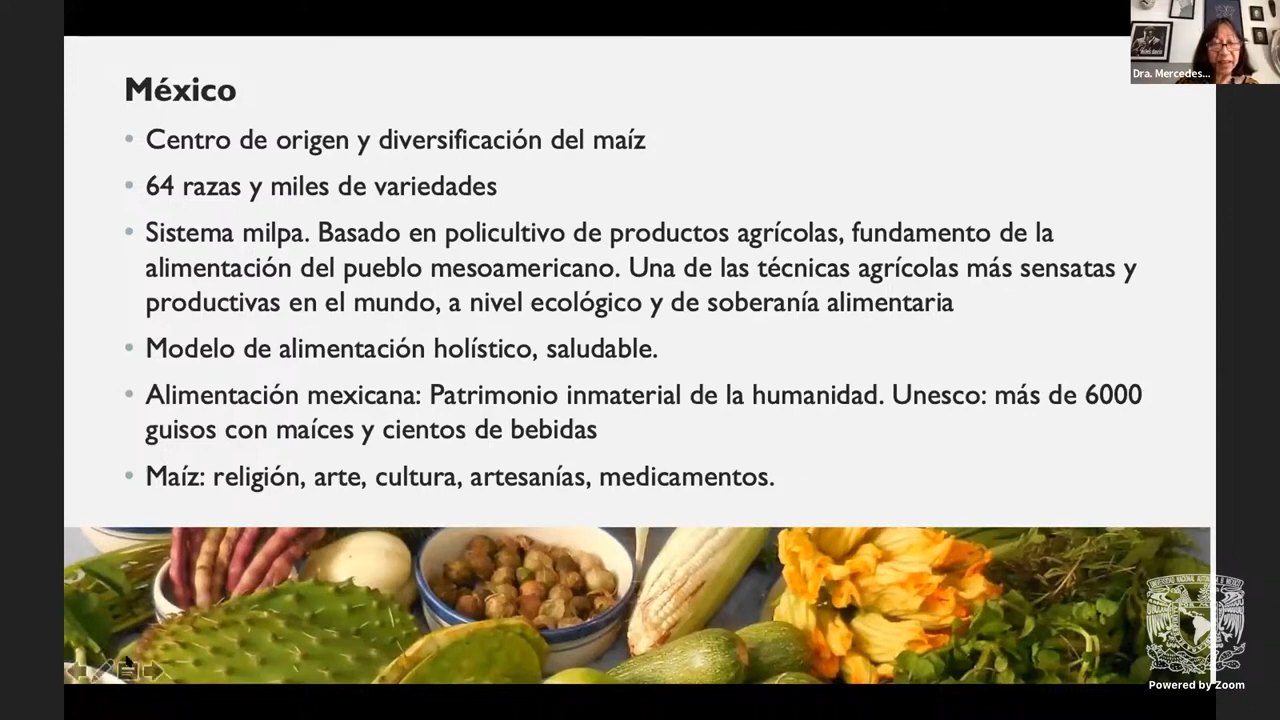 México
Centro de origen y diversificación del maíz
64 razas y miles de variedades
Sistema milpa. Basado en policultivo de productos agrícolas, fundamento de la
alimentación del pueblo mesoamericano. Una de las técnicas agrícolas más sensatas y
productivas en el mundo, a nivel ecológico y de soberanía alimentaria
Modelo de alimentación holístico, saludable.
Alimentación mexicana: Patrimonio inmaterial de la humanidad. Unesco: más de 6000
guisos con maíces y cientos de bebidas
Maíz: religión, arte, cultura, artesanías, medicamentos.
Dra. Mercedes...
Powered by Zoom